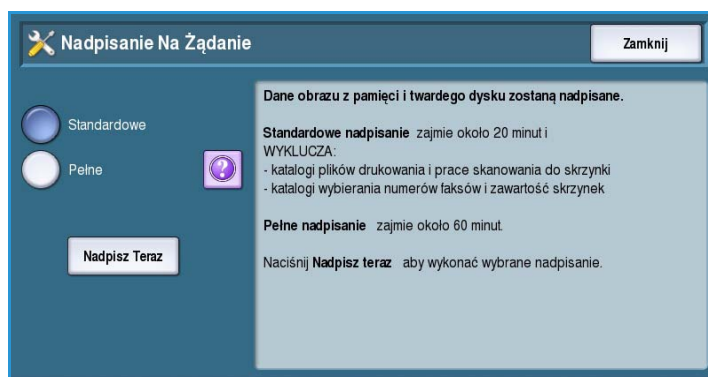 Nadpisanie Na Żądanie
Zamknij
Standardowe
Pełne
?
Nadpisz Teraz
Dane obrazu z pamięci i twardego dysku zostaną nadpisane.
Standardowe nadpisanie zajmie około 20 minut i
WYKLUCZA:
- katalogi plików drukowania i prace skanowania do skrzynki
- katalogi wybierania numerów faksów i zawartość skrzynek
Pełne nadpisanie zajmie około 60 minut.
Naciśnij Nadpisz teraz aby wykonać wybrane nadpisanie.